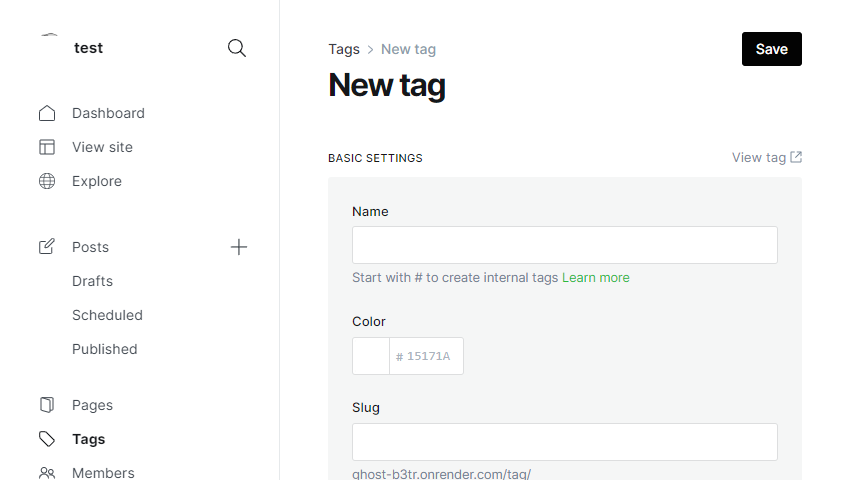 test
Dashboard
View site
Explore
Posts
Drafts
Scheduled
Published
Pages
Tags
Members
Tags > New tag
Save
New tag
BASIC SETTINGS
View tag
Name
Start with # to create internal tags Learn more
Color
# 15171A
Slug
ghost-b3tr.onrender.com/tag/